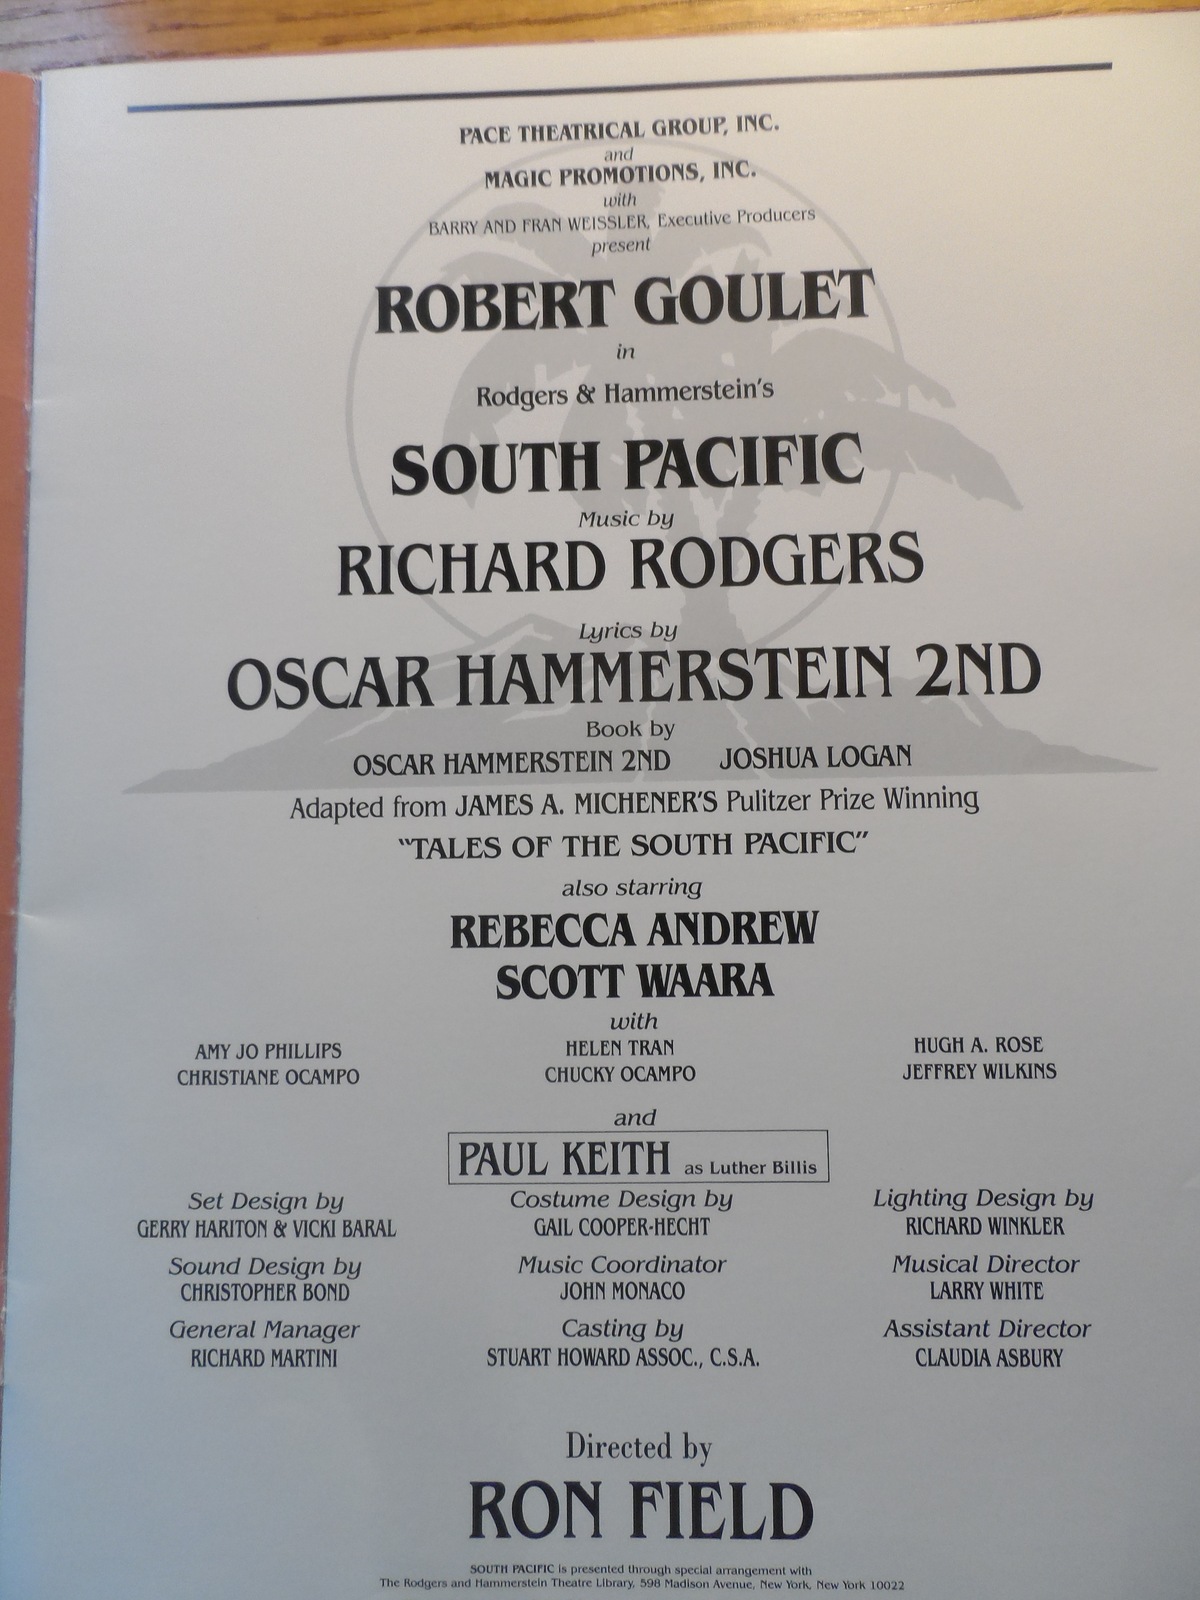 PACE THEATRICAL GROUP, INC.
and
MAGIC PROMOTIONS, INC.
with
BARRY AND FRAN WEISSLER, Executive Producers
present
ROBERT GOULET
in
Rodgers & Hammerstein's
SOUTH PACIFIC
Music by
RICHARD RODGERS
Lyrics by
OSCAR HAMMERSTEIN 2ND
Book by
OSCAR HAMMERSTEIN 2ND JOSHUA LOGAN
Adapted from JAMES A. MICHENER'S Pulitzer Prize Winning
"TALES OF THE SOUTH PACIFIC"
also starring
REBECCA ANDREW
SCOTT WAARA
with
AMY JO PHILLIPS HELEN TRAN HUGH A. ROSE
CHRISTIANE OCAMPO CHUCKY OCAMPO JEFFREY WILKINS
and
PAUL KEITH as Luther Billis
Set Design by Costume Design by Lighting Design by
GERRY HARITON & VICKI BARAL GAIL COOPER-HECHT RICHARD WINKLER
Sound Design by Music Coordinator Musical Director
CHRISTOPHER BOND JOHN MONACO LARRY WHITE
General Manager Casting by Assistant Director
RICHARD MARTINI STUART HOWARD ASSOC., C.S.A. CLAUDIA ASBURY
Directed by
RON FIELD
SOUTH PACIFIC is presented through special arrangement with
The Rodgers and Hammerstein Theatre Library, 598 Madison Avenue, New York, New York 10022